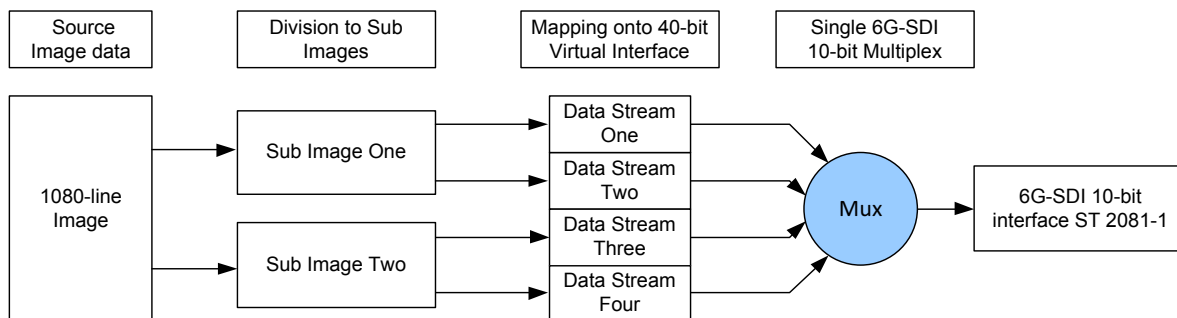 Source
Image data
Division to Sub
Images
Mapping onto 40-bit
Virtual Interface
Single 6G-SDI
10-bit Multiplex
1080-line
Image
Sub Image One
Sub Image Two
Data Stream
One
Data Stream
Two
Data Stream
Three
Data Stream
Four
Mux
6G-SDI 10-bit
interface ST 2081-1